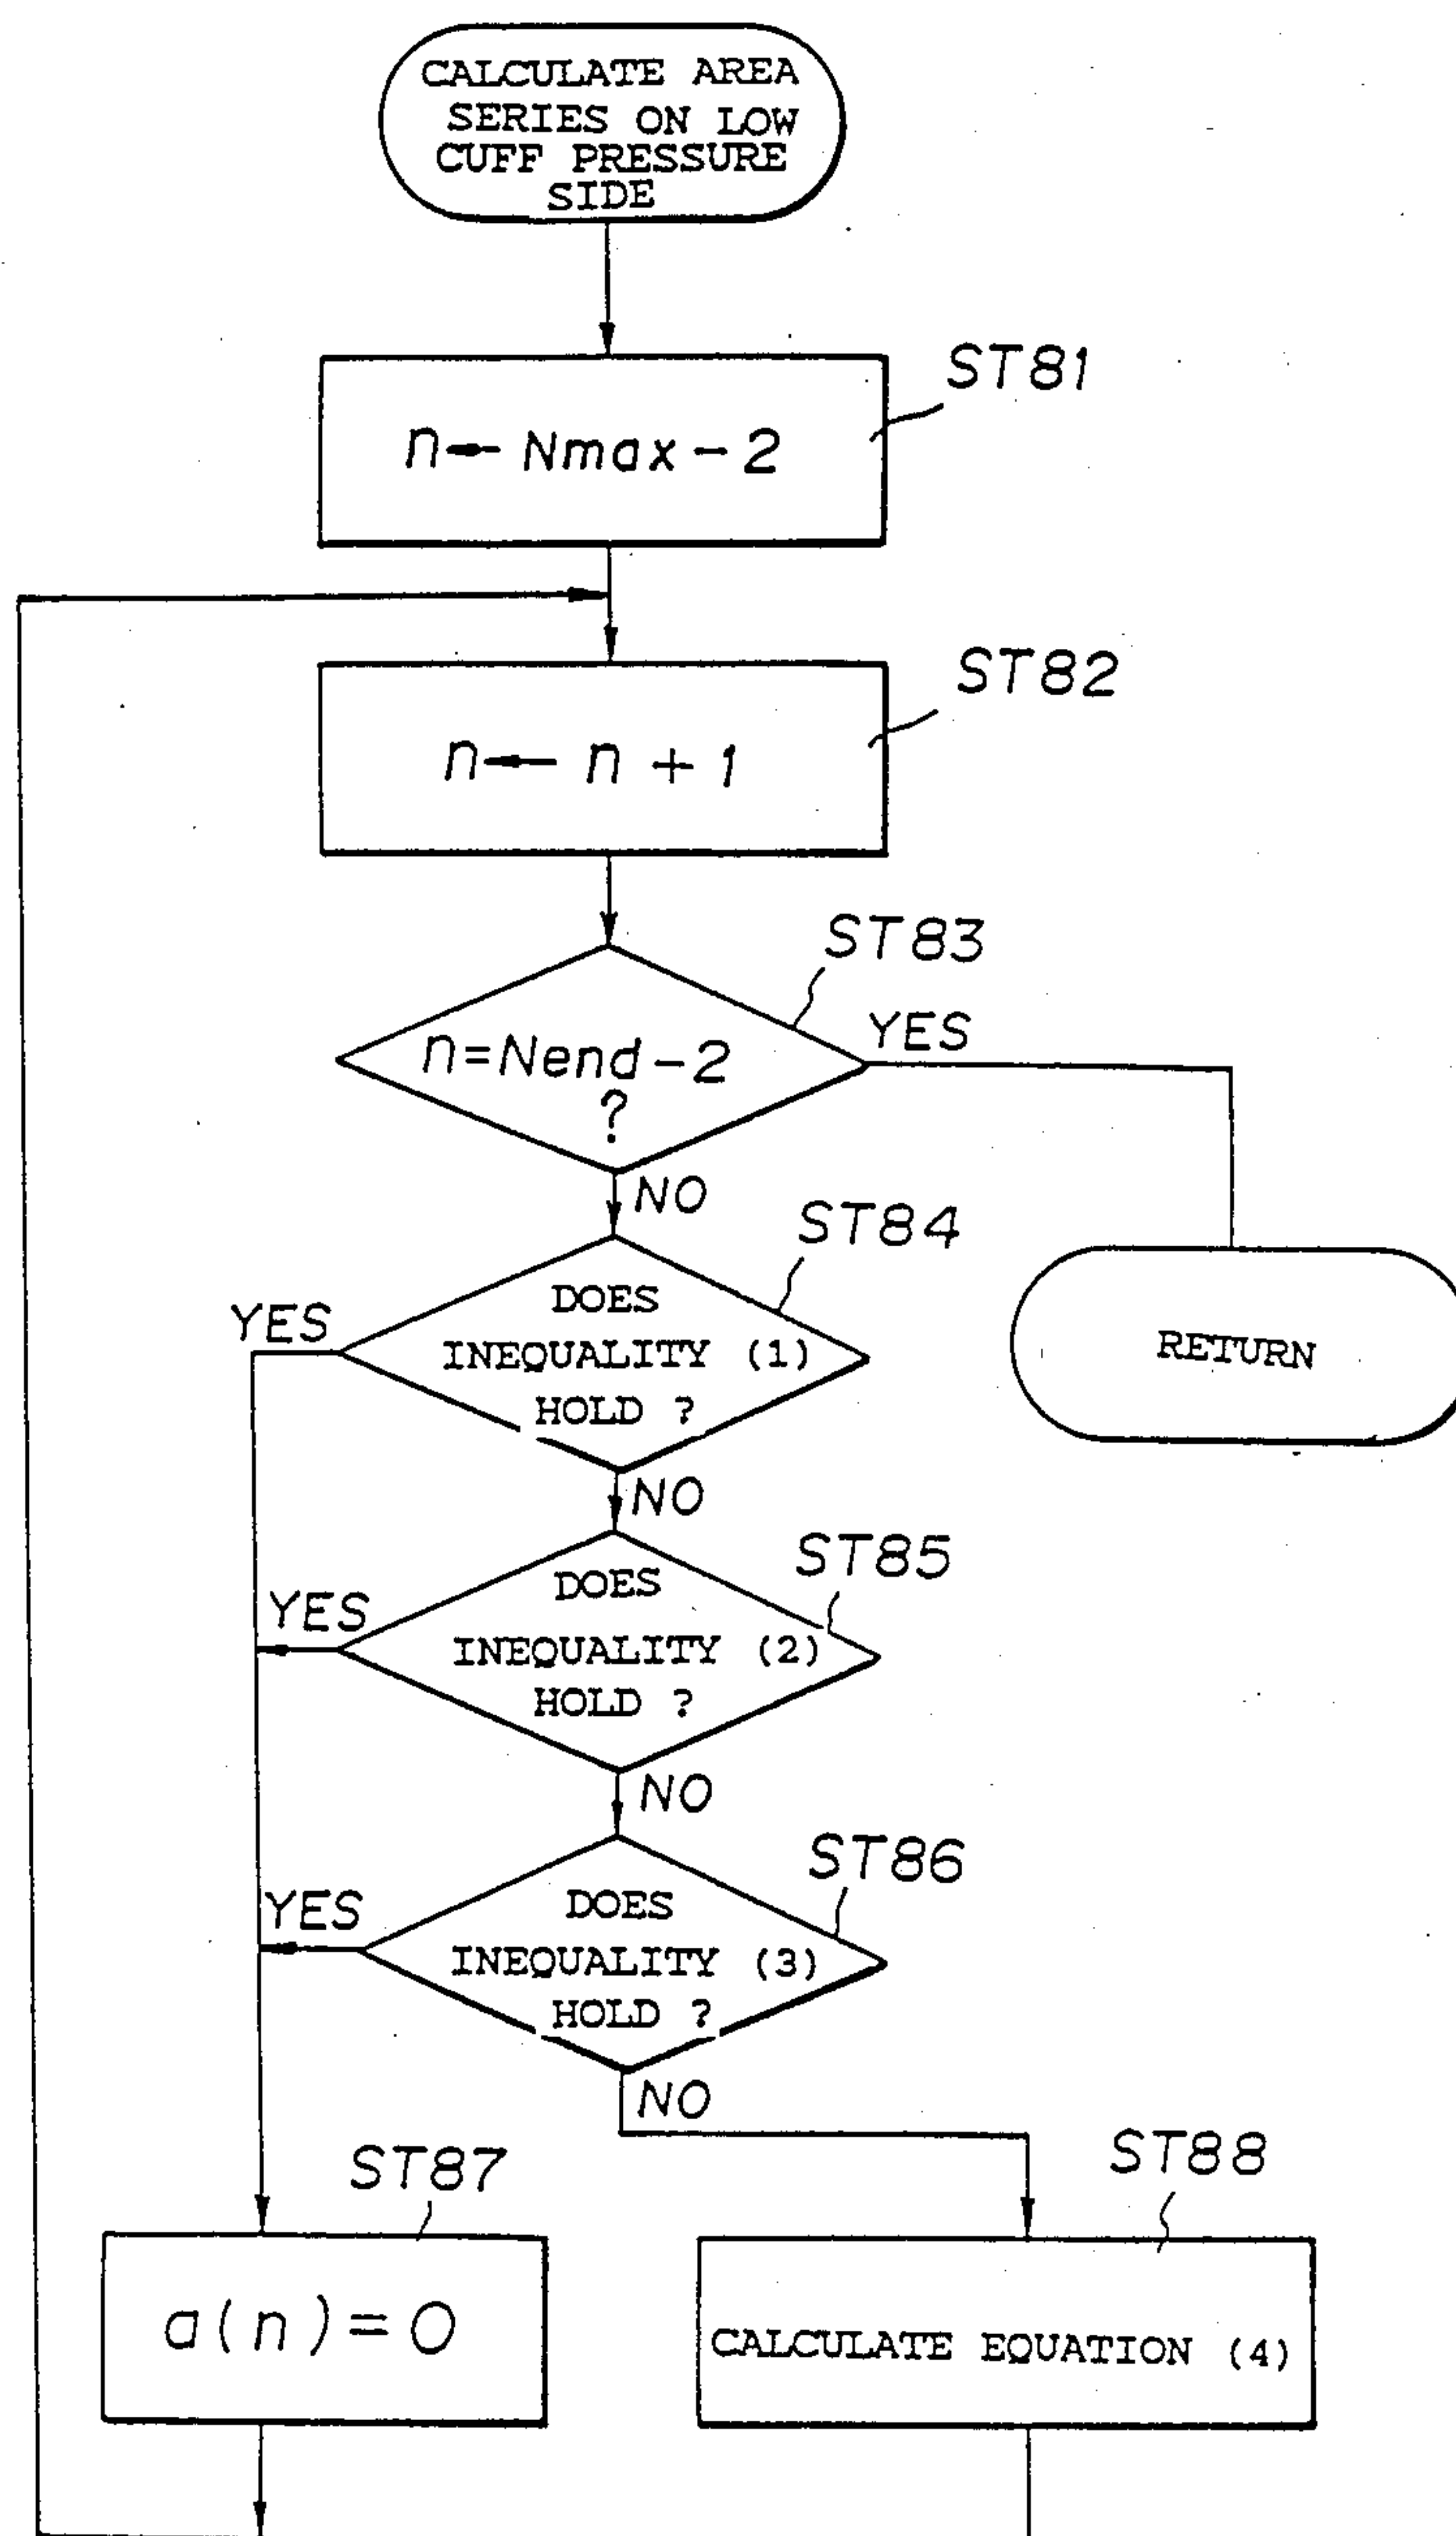 CALCULATE AREA
SERIES ON LOW
CUFF PRESSURE
SIDE
ST81
n← Nmax-2
ST82
n← n+1
ST83
n=Nend-2
?
YES
NO
ST84
DOES
INEQUALITY (1)
HOLD ?
YES
NO
RETURN
ST85
DOES
INEQUALITY (2)
HOLD ?
YES
NO
ST86
DOES
INEQUALITY (3)
HOLD ?
YES
NO
ST87
a(n)=0
ST88
CALCULATE EQUATION (4)